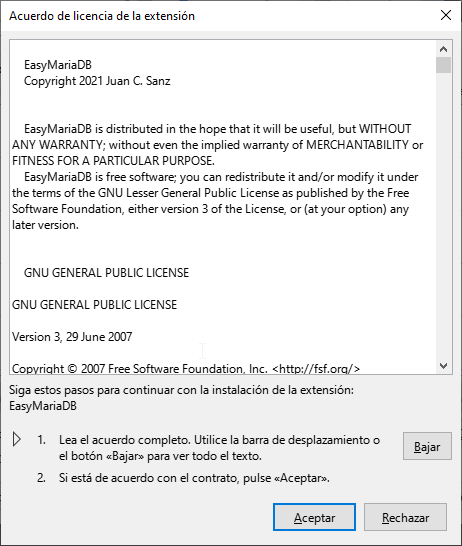 Acuerdo de licencia de la extensión
EasyMariaDB
Copyright 2021 Juan C. Sanz
EasyMariaDB is distributed in the hope that it will be useful, but WITHOUT
ANY WARRANTY; without even the implied warranty of MERCHANTABILITY or
FITNESS FOR A PARTICULAR PURPOSE.
EasyMariaDB is free software; you can redistribute it and/or modify it under
the terms of the GNU Lesser General Public License as published by the Free
Software Foundation, either version 3 of the License, or (at your option) any
later version.
GNU GENERAL PUBLIC LICENSE
GNU GENERAL PUBLIC LICENSE
Version 3, 29 June 2007
Copyright © 2007 Free Software Foundation, Inc. <http://fsf.org/>
Siga estos pasos para continuar con la instalación de la extensión:
EasyMariaDB
1. Lea el acuerdo completo. Utilice la barra de desplazamiento o
el botón «Bajar» para ver todo el texto.
Bajar
2. Si está de acuerdo con el contrato, pulse «Aceptar».
Aceptar
Rechazar